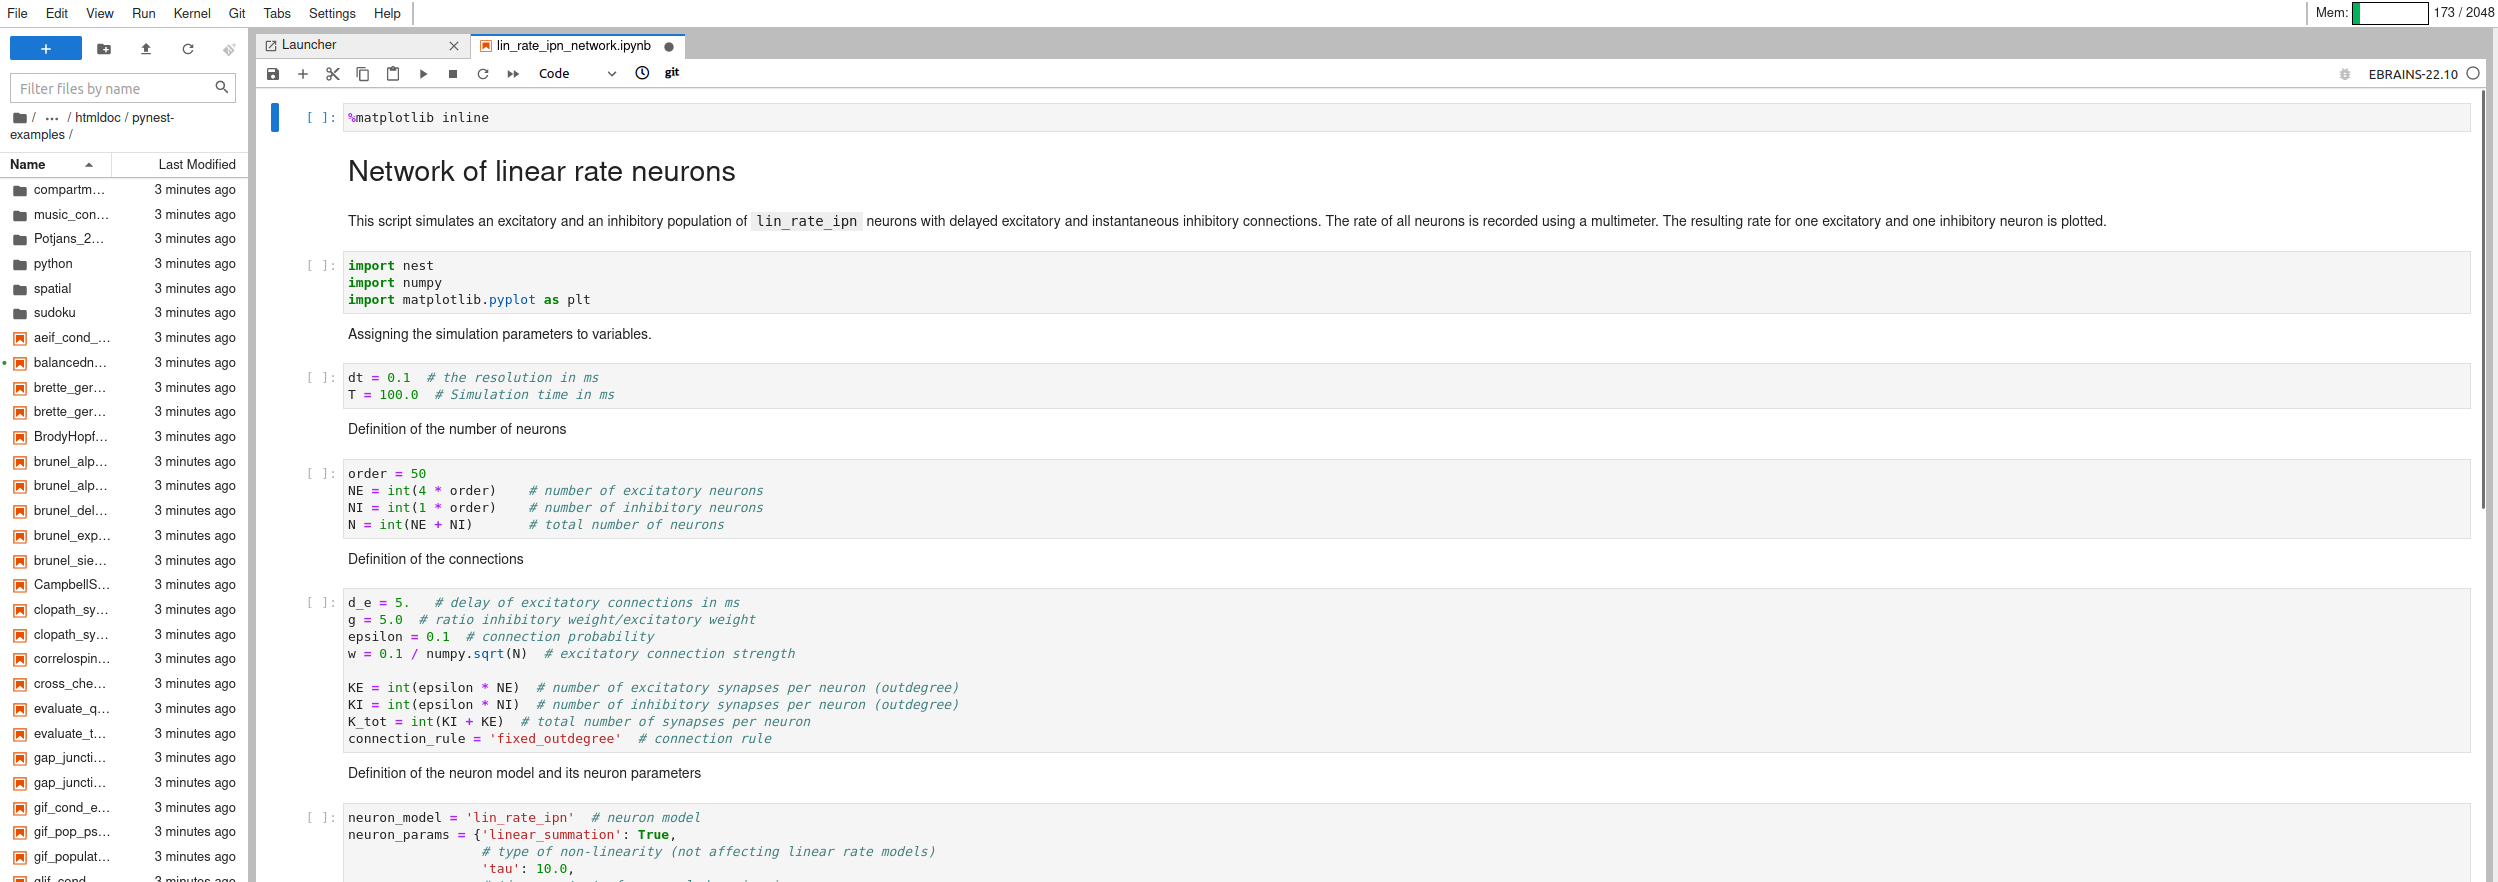 File Edit View Run Kernel Git Tabs Settings Help
Mem: 173 / 2048
Filter files by name
/ ··· / htmldoc / pynest-
examples /
Name Last Modified
compartm… 3 minutes ago
music_con… 3 minutes ago
Potjans_2… 3 minutes ago
python 3 minutes ago
spatial 3 minutes ago
sudoku 3 minutes ago
aeif_cond_… 3 minutes ago
balancedn… 3 minutes ago
brette_ger… 3 minutes ago
brette_ger… 3 minutes ago
BrodyHopf… 3 minutes ago
brunel_alp… 3 minutes ago
brunel_alp… 3 minutes ago
brunel_del… 3 minutes ago
brunel_exp… 3 minutes ago
brunel_sie… 3 minutes ago
CampbellS… 3 minutes ago
clopath_sy… 3 minutes ago
clopath_sy… 3 minutes ago
correlospin… 3 minutes ago
cross_che… 3 minutes ago
evaluate_q… 3 minutes ago
evaluate_t… 3 minutes ago
gap_juncti… 3 minutes ago
gap_juncti… 3 minutes ago
gif_cond_e… 3 minutes ago
gif_pop_ps… 3 minutes ago
gif_populat… 3 minutes ago
glif_cond… 3 minutes ago
Launcher
lin_rate_ipn_network.ipynb
Code
git
EBRAINS-22.10
[ ]: %matplotlib inline
Network of linear rate neurons
This script simulates an excitatory and an inhibitory population of lin_rate_ipn neurons with delayed excitatory and instantaneous inhibitory connections. The rate of all neurons is recorded using a multimeter. The resulting rate for one excitatory and one inhibitory neuron is plotted.
[ ]: import nest
import numpy
import matplotlib.pyplot as plt
Assigning the simulation parameters to variables.
[ ]: dt = 0.1  # the resolution in ms
T = 100.0  # Simulation time in ms
Definition of the number of neurons
[ ]: order = 50
NE = int(4 * order)    # number of excitatory neurons
NI = int(1 * order)    # number of inhibitory neurons
N = int(NE + NI)       # total number of neurons
Definition of the connections
[ ]: d_e = 5.   # delay of excitatory connections in ms
g = 5.0  # ratio inhibitory weight/excitatory weight
epsilon = 0.1  # connection probability
w = 0.1 / numpy.sqrt(N)  # excitatory connection strength
KE = int(epsilon * NE)  # number of excitatory synapses per neuron (outdegree)
KI = int(epsilon * NI)  # number of inhibitory synapses per neuron (outdegree)
K_tot = int(KI + KE)  # total number of synapses per neuron
connection_rule = 'fixed_outdegree'  # connection rule
Definition of the neuron model and its neuron parameters
[ ]: neuron_model = 'lin_rate_ipn'  # neuron model
neuron_params = {'linear_summation': True,
# type of non-linearity (not affecting linear rate models)
'tau': 10.0,